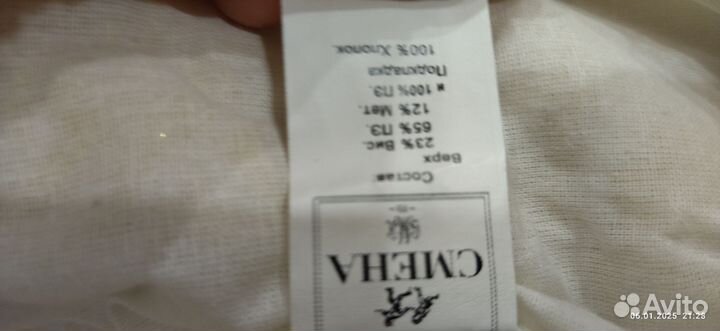 СМЕНА
Состав:
Верх
23% Вис.
65% ПЭ.
12% Мет.
и 100% ПЭ.
Подкладка
100% Хлопок.
Avito
06.01.2025 21:28